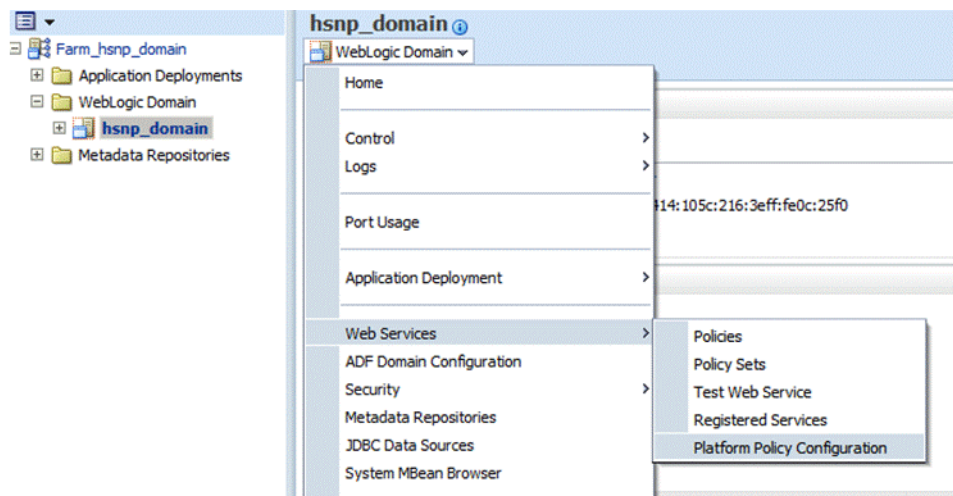 Farm_hsnp_domain
Application Deployments
WebLogic Domain
hsnp_domain
Metadata Repositories
hsnp_domain
WebLogic Domain
Home
Control
Logs
Port Usage
Application Deployment
Web Services
ADF Domain Configuration
Security
Metadata Repositories
JDBC Data Sources
System MBean Browser
414:105c:216:3eff:fe0c:25f0
Policies
Policy Sets
Test Web Service
Registered Services
Platform Policy Configuration